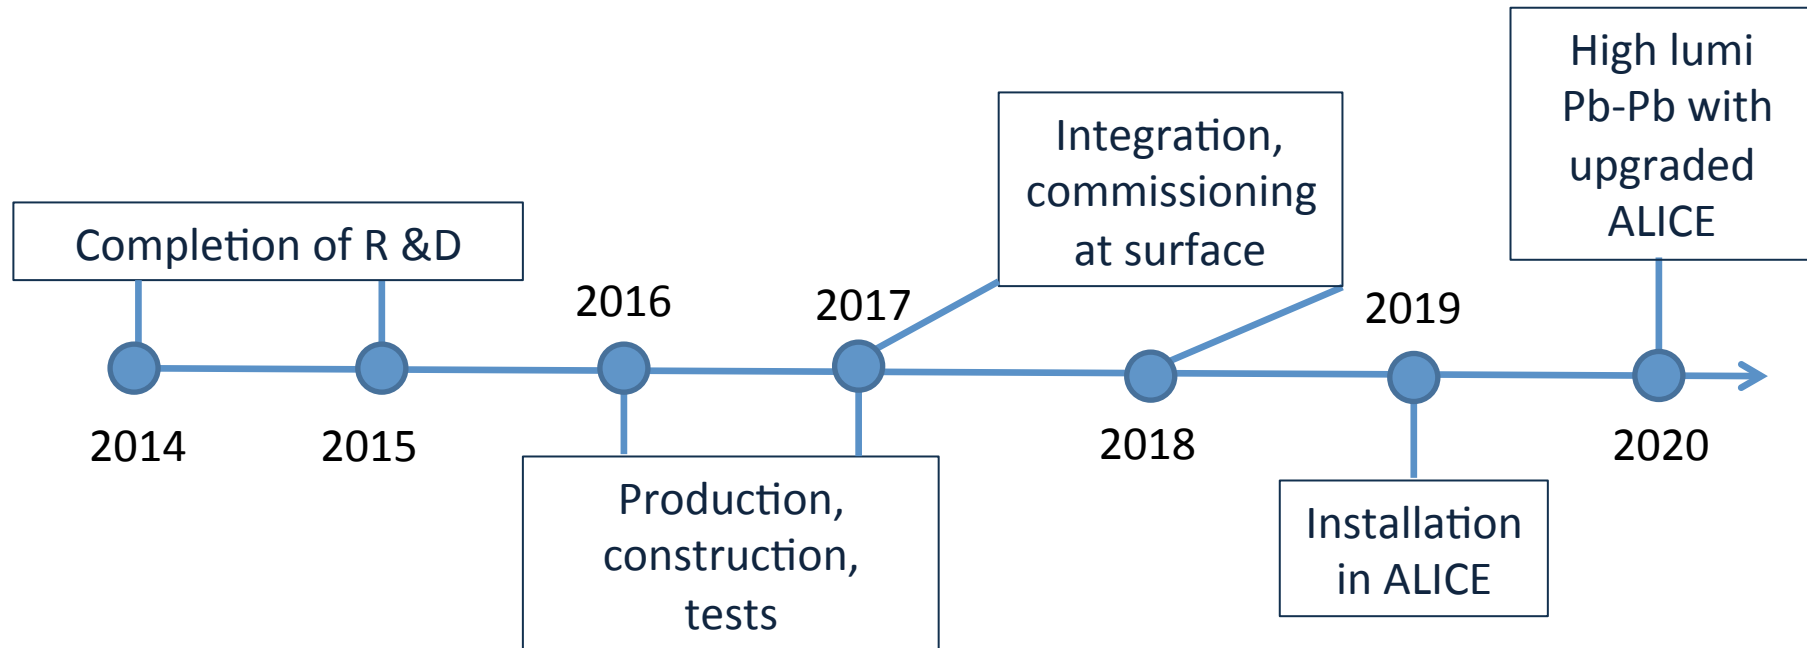 High lumi
Pb-Pb with
upgraded
ALICE
Integration,
commissioning
at surface
Completion of R &D
2016
2017
2019
2014
2015
2018
2020
Production,
construction,
tests
Installation
in ALICE